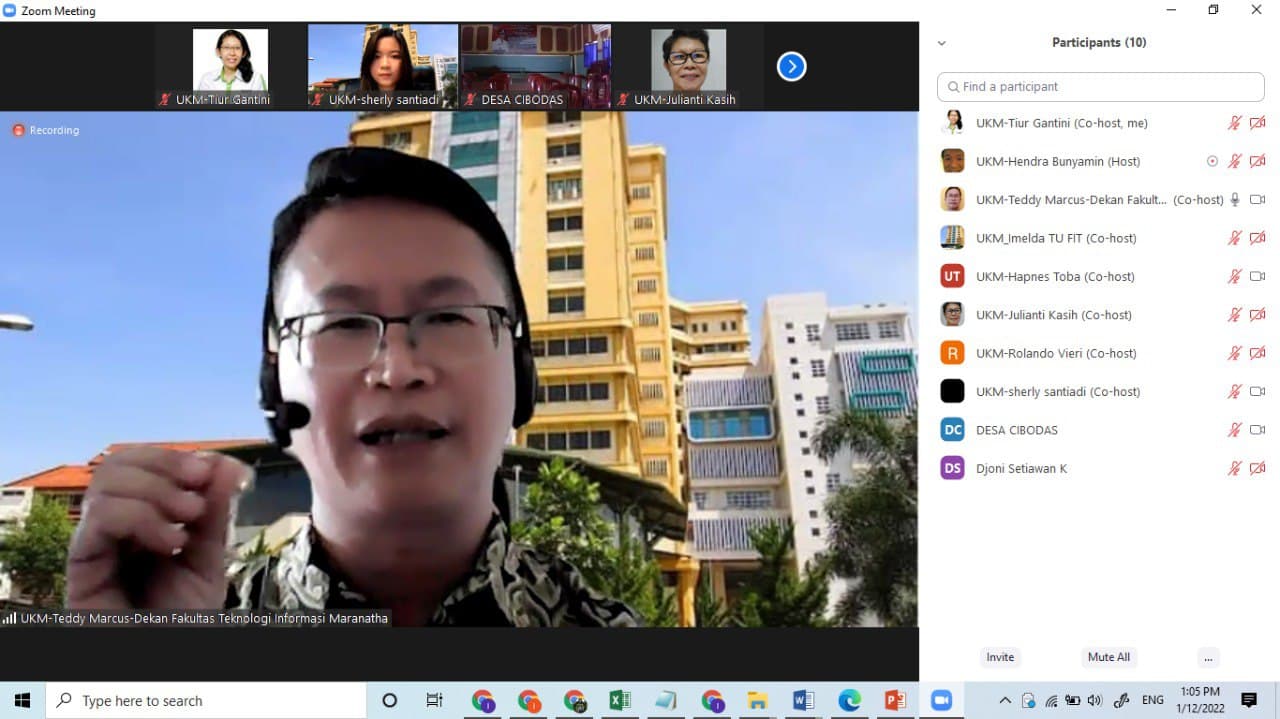 Zoom Meeting
UKM-Tiur Gantini
UKM-sherly santiadi
DESA CIBODAS
UKM-Julianti Kasih
Recording
UKM-Teddy Marcus-Dekan Fakultas Teknologi Informasi Maranatha
Participants (10)
Find a participant
UKM-Tiur Gantini (Co-host, me)
UKM-Hendra Bunyamin (Host)
UKM-Teddy Marcus-Dekan Fakult... (Co-host)
UKM_Imelda TU FIT (Co-host)
UT UKM-Hapnes Toba (Co-host)
UKM-Julianti Kasih (Co-host)
R UKM-Rolando Vieri (Co-host)
UKM-sherly santiadi (Co-host)
DC DESA CIBODAS
DS Djoni Setiawan K
Invite Mute All ...
Type here to search
ENG
1:05 PM
1/12/2022